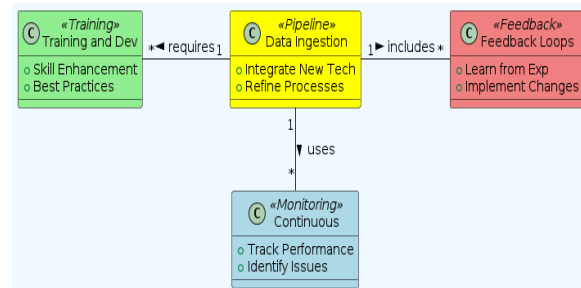 C «Training»
Training and Dev
Skill Enhancement
Best Practices
*◄ requires 1
C «Pipeline»
Data Ingestion
Integrate New Tech
Refine Processes
1 ► includes *
C «Feedback»
Feedback Loops
Learn from Exp
Implement Changes
1
▼ uses
*
C «Monitoring»
Continuous
Track Performance
Identify Issues